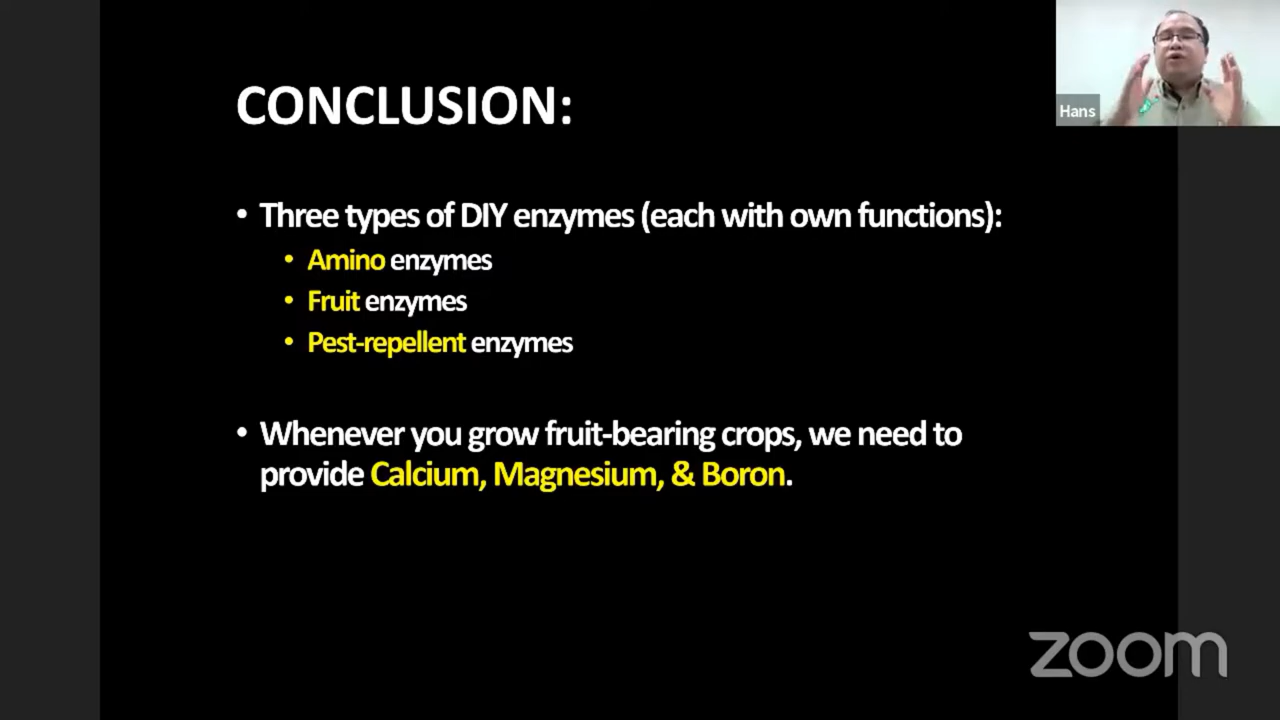 CONCLUSION:
Hans
• Three types of DIY enzymes (each with own functions):
• Amino enzymes
• Fruit enzymes
• Pest-repellent enzymes
• Whenever you grow fruit-bearing crops, we need to
provide Calcium, Magnesium, & Boron.
zoom